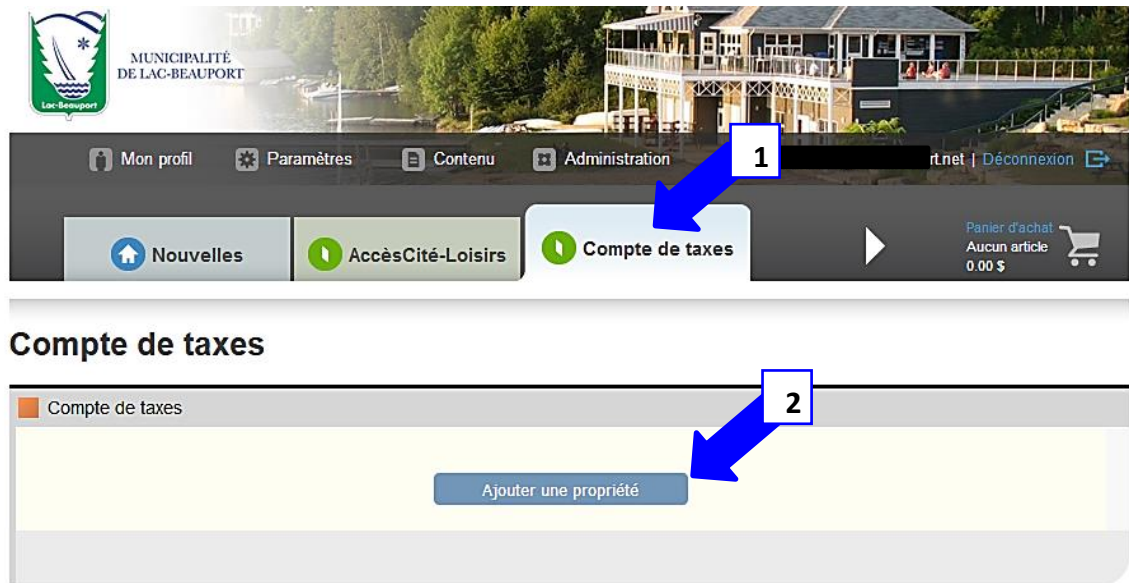 MUNICIPALITÉ
DE LAC-BEAUPORT
Lac-Beauport
Mon profil Paramètres Contenu Administration 1 rt.net | Déconnexion
Nouvelles AccèsCité-Loisirs Compte de taxes
Panier d'achat
Aucun article
0.00 $
Compte de taxes
Compte de taxes
2
Ajouter une propriété